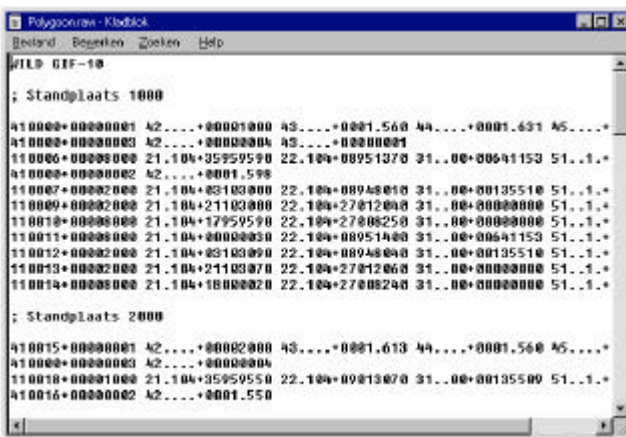 Polygoon.raw - Kladblok
Bestand Bewerken Zoeken Help
WILD GIF-10
; Standplaats 1000
410000+00000001 42....+00001000 43....+0001.560 44....+0001.631 45....+
410000+00000003 42....+00000004 43....+00000001
110006+00008000 21.104+35959590 22.104+08951370 31..00+00641153 51..1.+
410000+00000002 42....+0001.598
110007+00002000 21.104+03103000 22.104+08948010 31..00+00135510 51..1.+
110009+00002000 21.104+21103000 22.104+27012040 31..00+00000000 51..1.+
110010+00008000 21.104+17959590 22.104+27008250 31..00+00000000 51..1.+
110011+00008000 21.104+00000030 22.104+08951400 31..00+00641153 51..1.+
110012+00002000 21.104+03103090 22.104+08948040 31..00+00135510 51..1.+
110013+00002000 21.104+21103070 22.104+27012060 31..00+00000000 51..1.+
110014+00008000 21.104+18000020 22.104+27008240 31..00+00000000 51..1.+
; Standplaats 2000
410015+00000001 42....+00002000 43....+0001.613 44....+0001.560 45....+
410000+00000003 42....+00000004
110018+00001000 21.104+35959550 22.104+09013070 31..00+00135509 51..1.+
410016+00000002 42....+0001.550